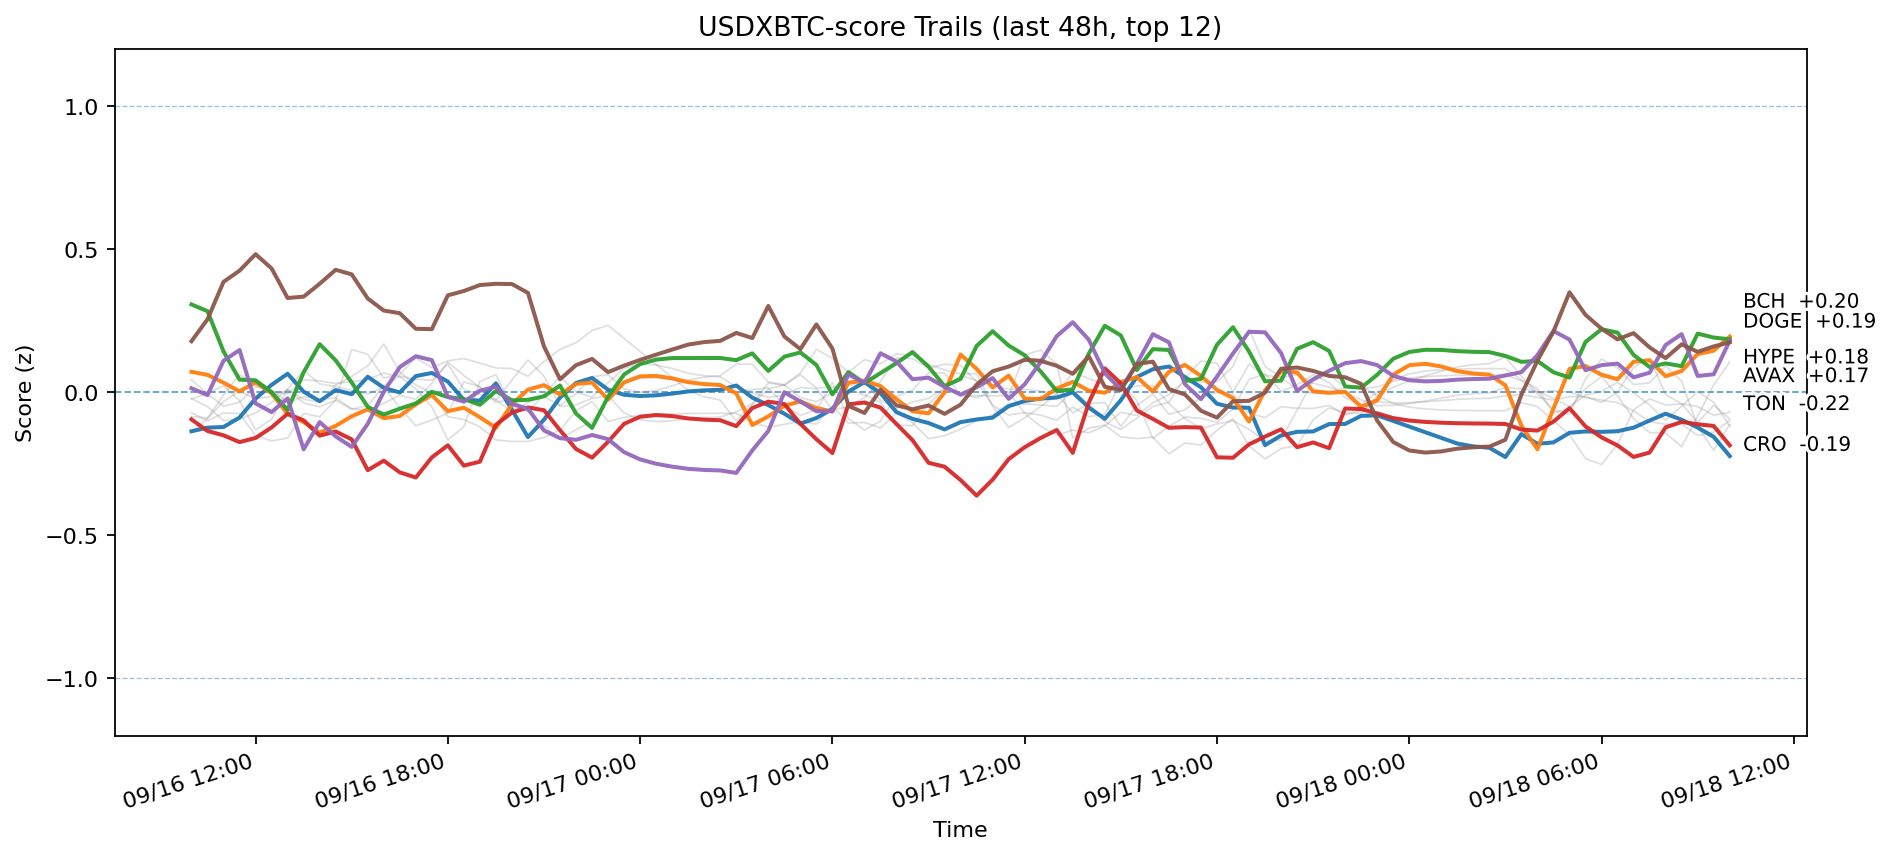 USDXBTC-score Trails (last 48h, top 12)
Score (z)
1.0
0.5
0.0
−0.5
−1.0
BCH +0.20
DOGE +0.19
HYPE +0.18
AVAX +0.17
TON -0.22
CRO -0.19
09/16 12:00
09/16 18:00
09/17 00:00
09/17 06:00
09/17 12:00
09/17 18:00
09/18 00:00
09/18 06:00
09/18 12:00
Time